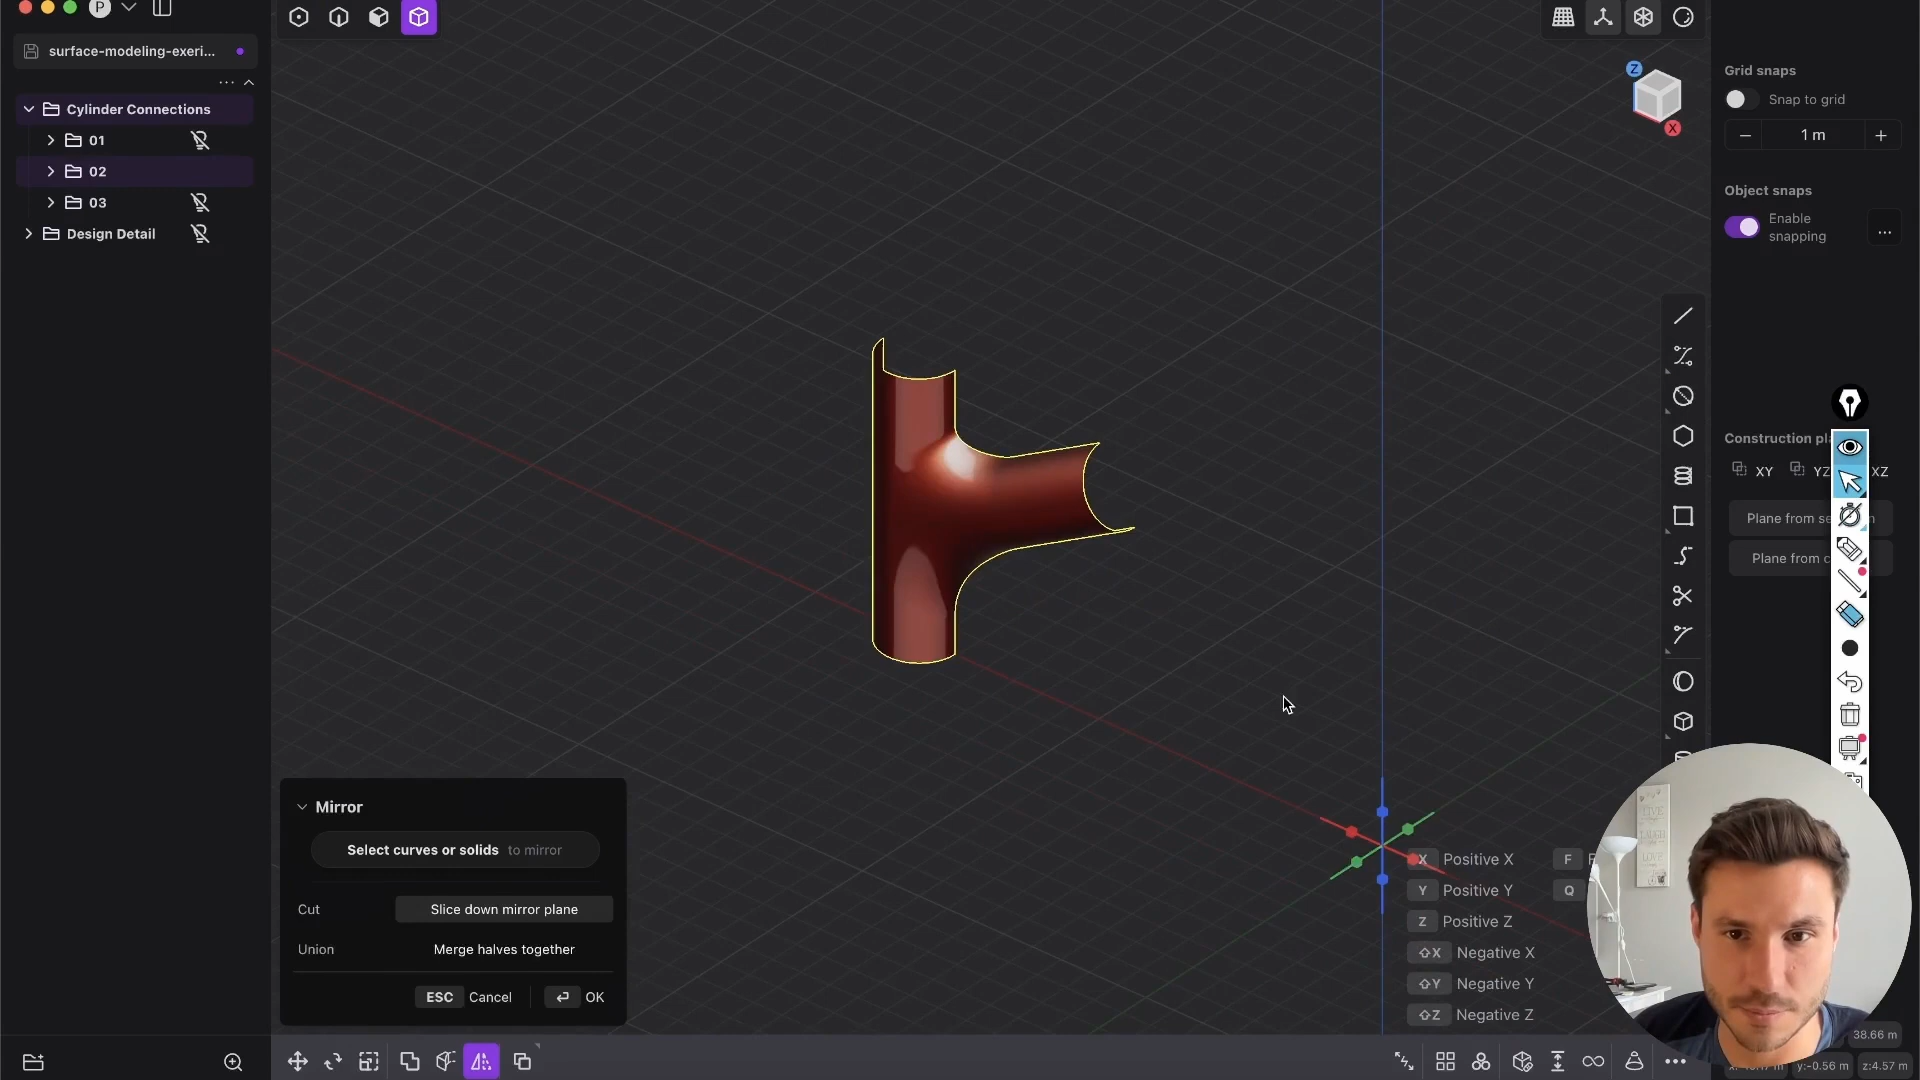 P
surface-modeling-exeri...
Cylinder Connections
01
02
03
Design Detail
Z
X
Grid snaps
Snap to grid
1 m
Object snaps
Enable
snapping
Construction pl
XY
YZ
XZ
Plane from se
Plane from c
Mirror
Select curves or solids to mirror
Cut
Slice down mirror plane
Union
Merge halves together
ESC Cancel
OK
X Positive X
F
Y Positive Y
Q
Z Positive Z
⇧X Negative X
⇧Y Negative Y
⇧Z Negative Z
LIVE
LAUGH
LOVE
38.66 m
y:-0.56 m
z:4.57 m